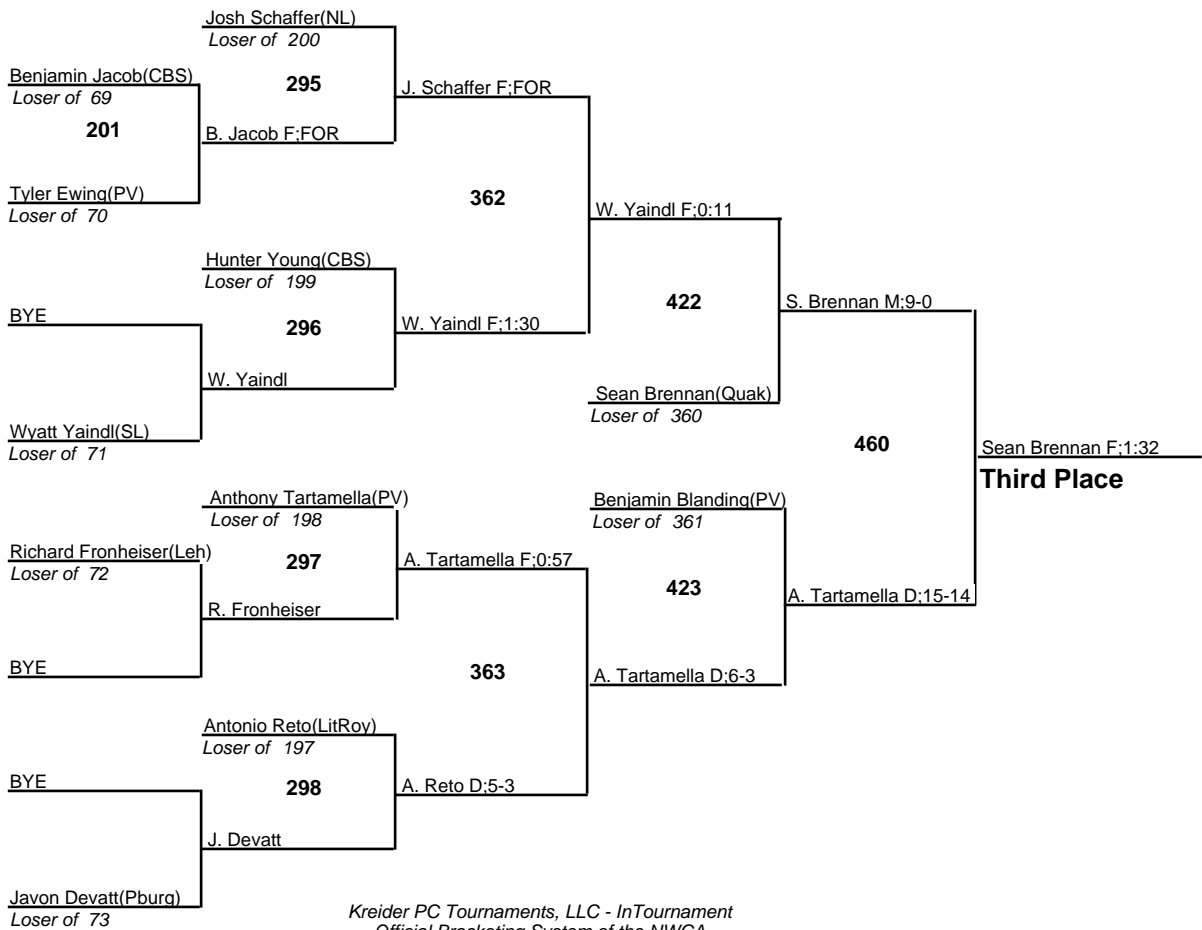 Josh Schaffer(NL)
Loser of 200
Benjamin Jacob(CBS)
Loser of 69
295
J. Schaffer F;FOR
201
B. Jacob F;FOR
Tyler Ewing(PV)
Loser of 70
362
W. Yaindl F;0:11
Hunter Young(CBS)
Loser of 199
422
S. Brennan M;9-0
BYE
296
W. Yaindl F;1:30
W. Yaindl
Sean Brennan(Quak)
Loser of 360
Wyatt Yaindl(SL)
Loser of 71
460
Sean Brennan F;1:32
Third Place
Anthony Tartamella(PV)
Loser of 198
Benjamin Blanding(PV)
Loser of 361
Richard Fronheiser(Leh)
Loser of 72
297
A. Tartamella F;0:57
423
A. Tartamella D;15-14
R. Fronheiser
BYE
363
A. Tartamella D;6-3
Antonio Reto(LitRoy)
Loser of 197
BYE
298
A. Reto D;5-3
J. Devatt
Javon Devatt(Pburg)
Loser of 73
Kreider PC Tournaments, LLC - InTournament
Official Bracketing System of the NWCA